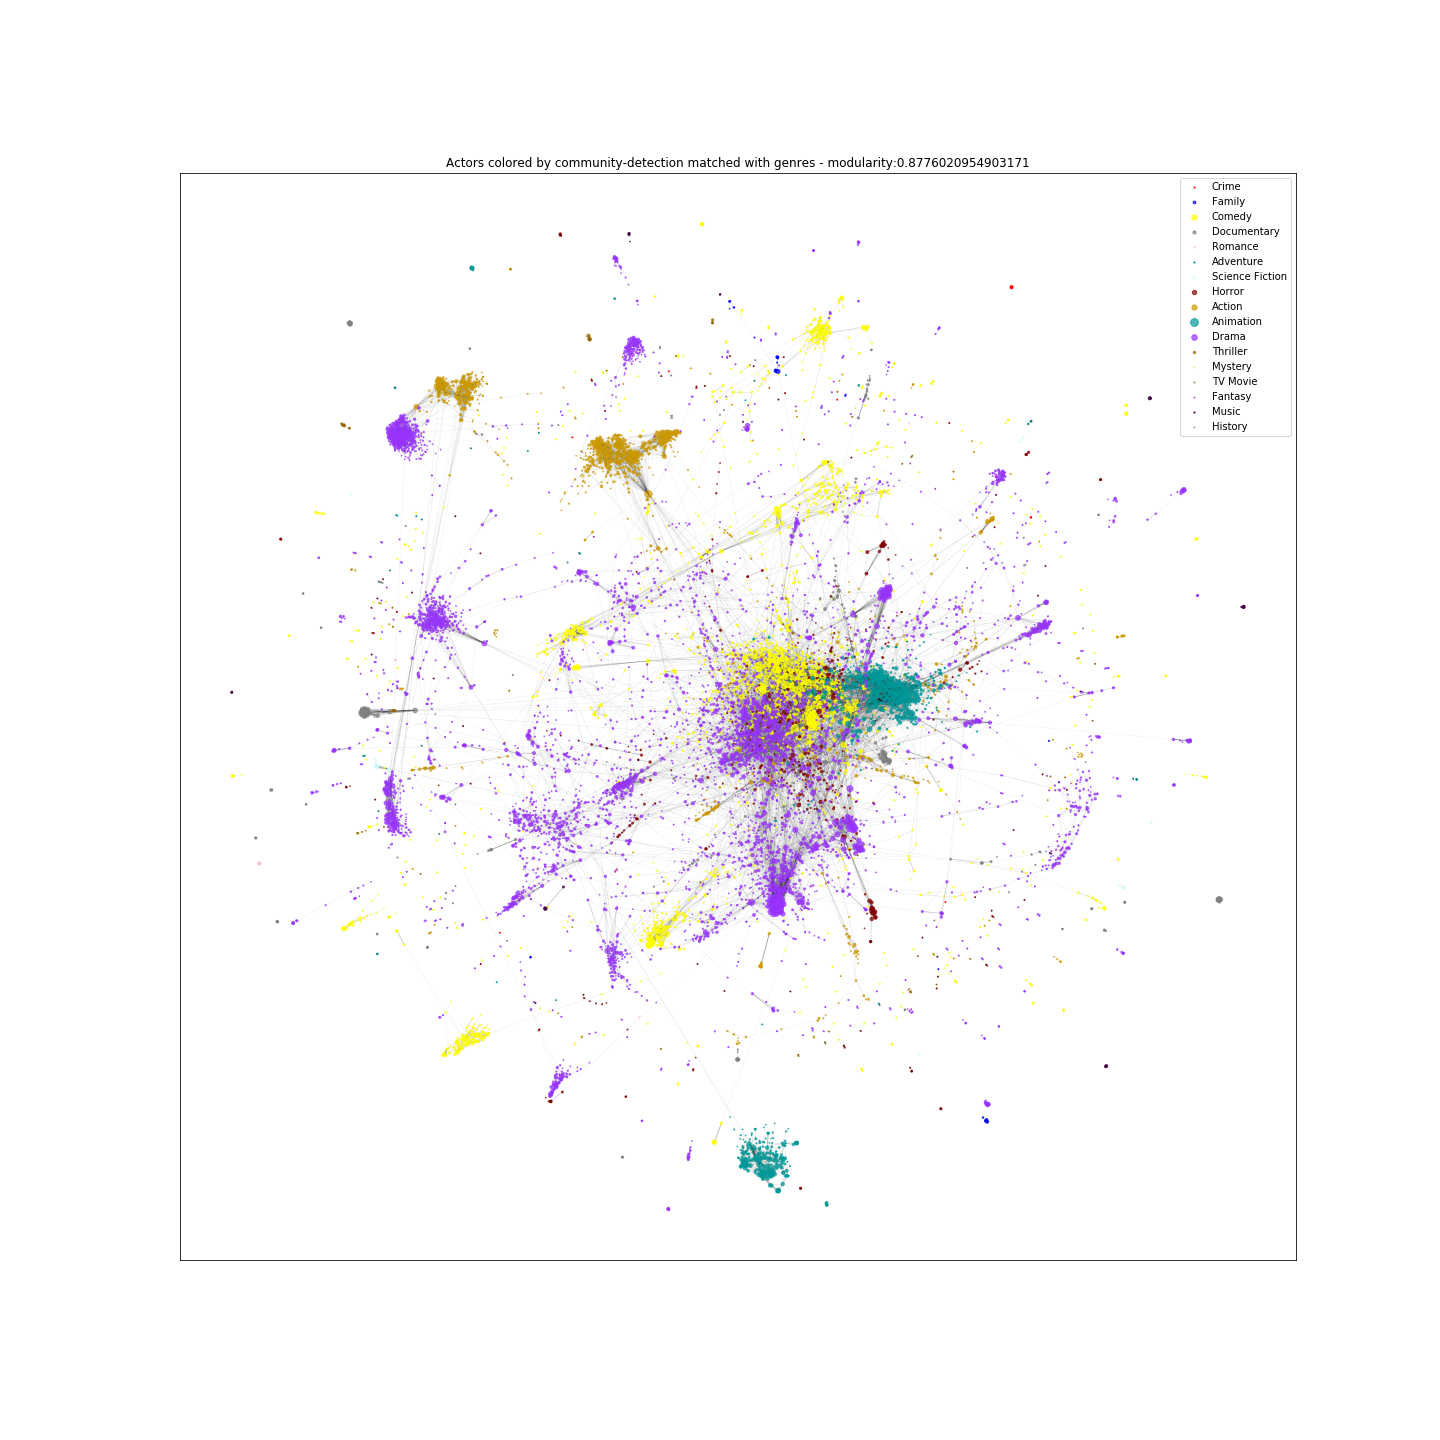 Actors colored by community-detection matched with genres - modularity:0.8776020954903171
Crime
Family
Comedy
Documentary
Romance
Adventure
Science Fiction
Horror
Action
Animation
Drama
Thriller
Mystery
TV Movie
Fantasy
Music
History